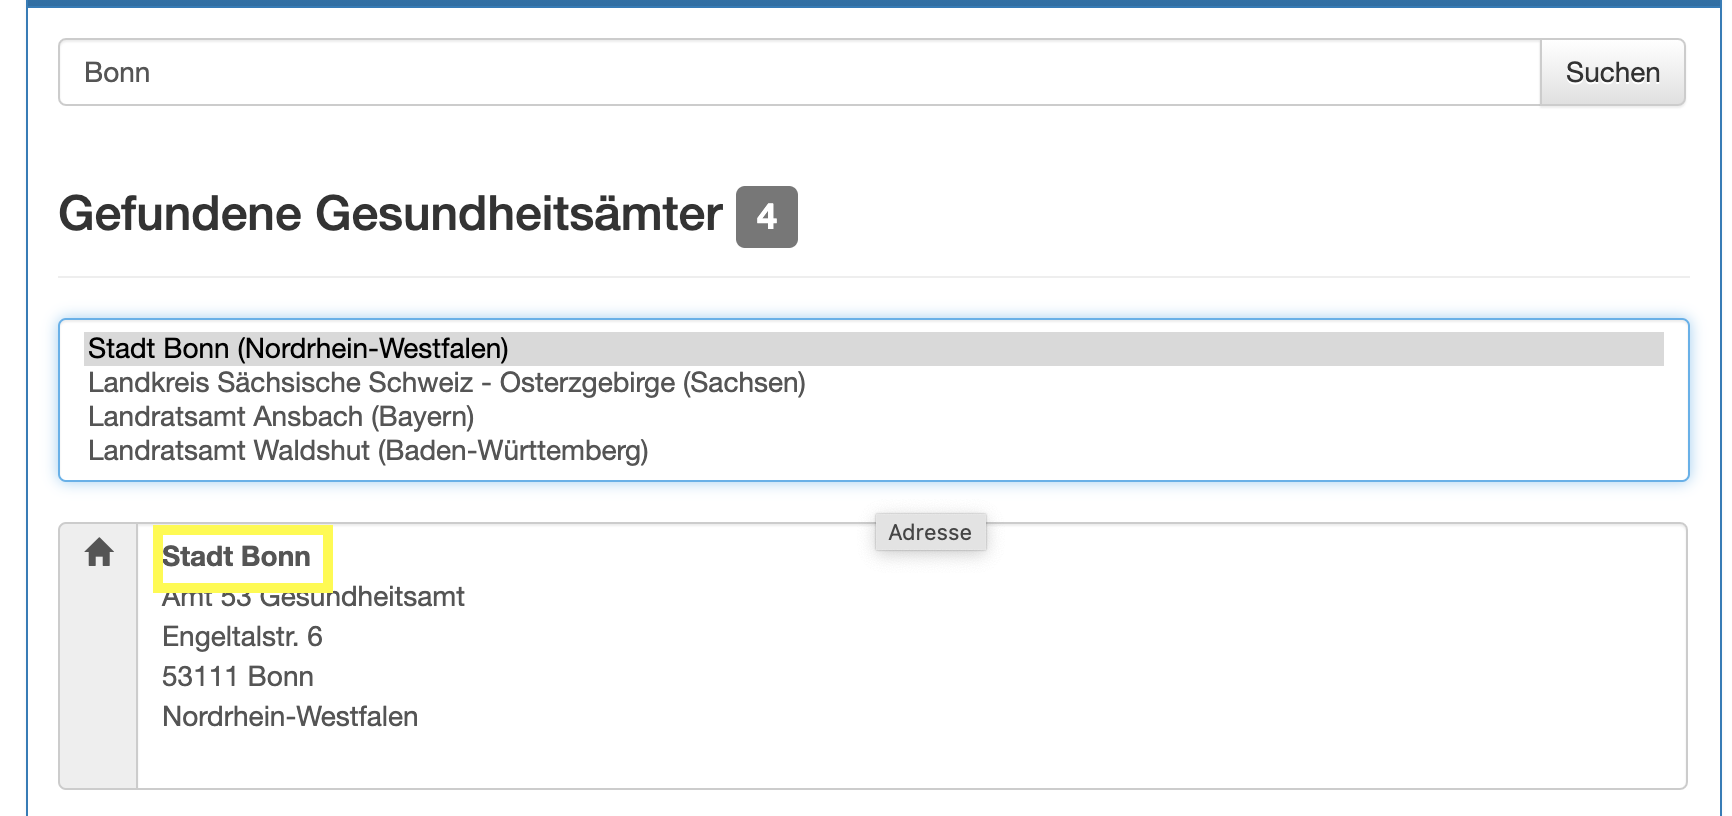 Bonn
Suchen
Gefundene Gesundheitsämter 4
Stadt Bonn (Nordrhein-Westfalen)
Landkreis Sächsische Schweiz - Osterzgebirge (Sachsen)
Landratsamt Ansbach (Bayern)
Landratsamt Waldshut (Baden-Württemberg)
Adresse
Stadt Bonn
Amt 53 Gesundheitsamt
Engeltalstr. 6
53111 Bonn
Nordrhein-Westfalen